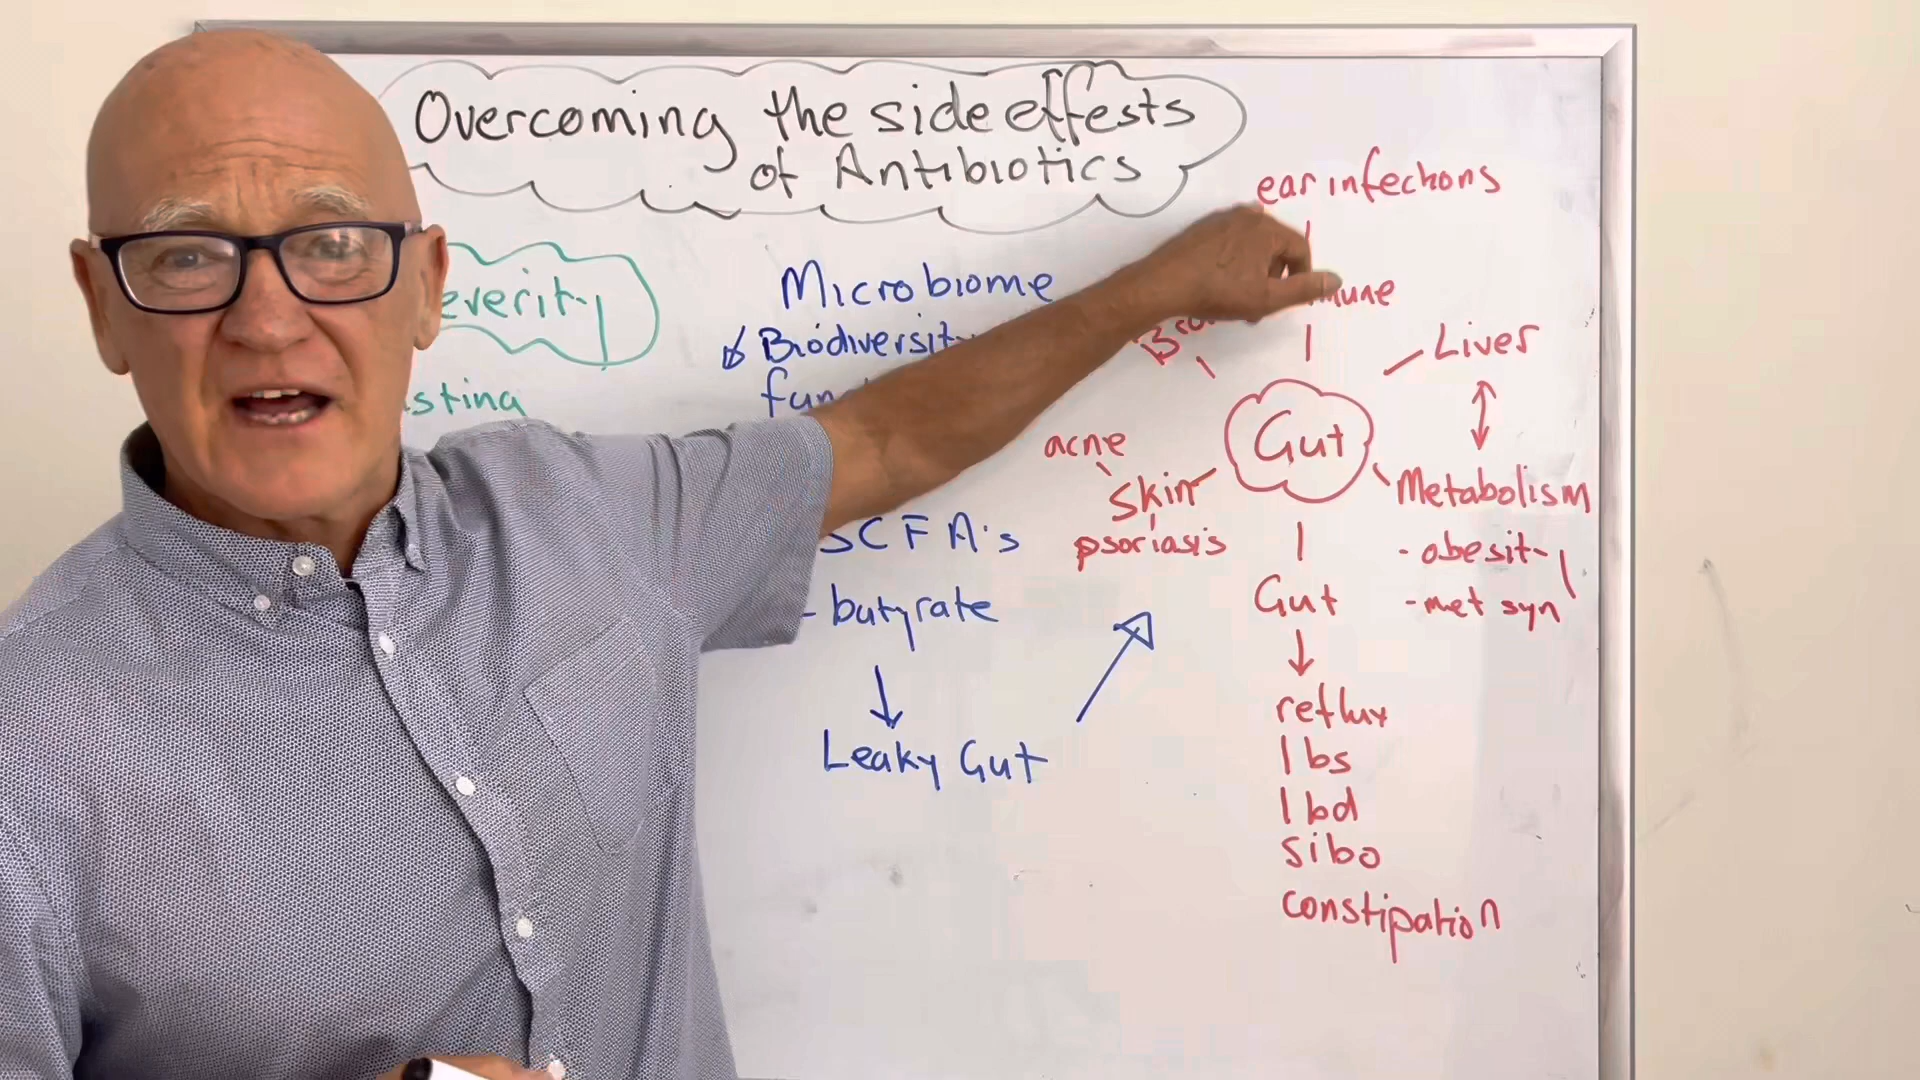 Overcoming the side effests
of Antibiotics
Microbiome
Biodiversity
SCFA's
- butyrate
Leaky Gut
ear infections
Liver
Gut
acne
Skin
psoriasis
Metabolism
- obesity
- met syn
Gut
reflux
Ibs
Ibd
sibo
constipation